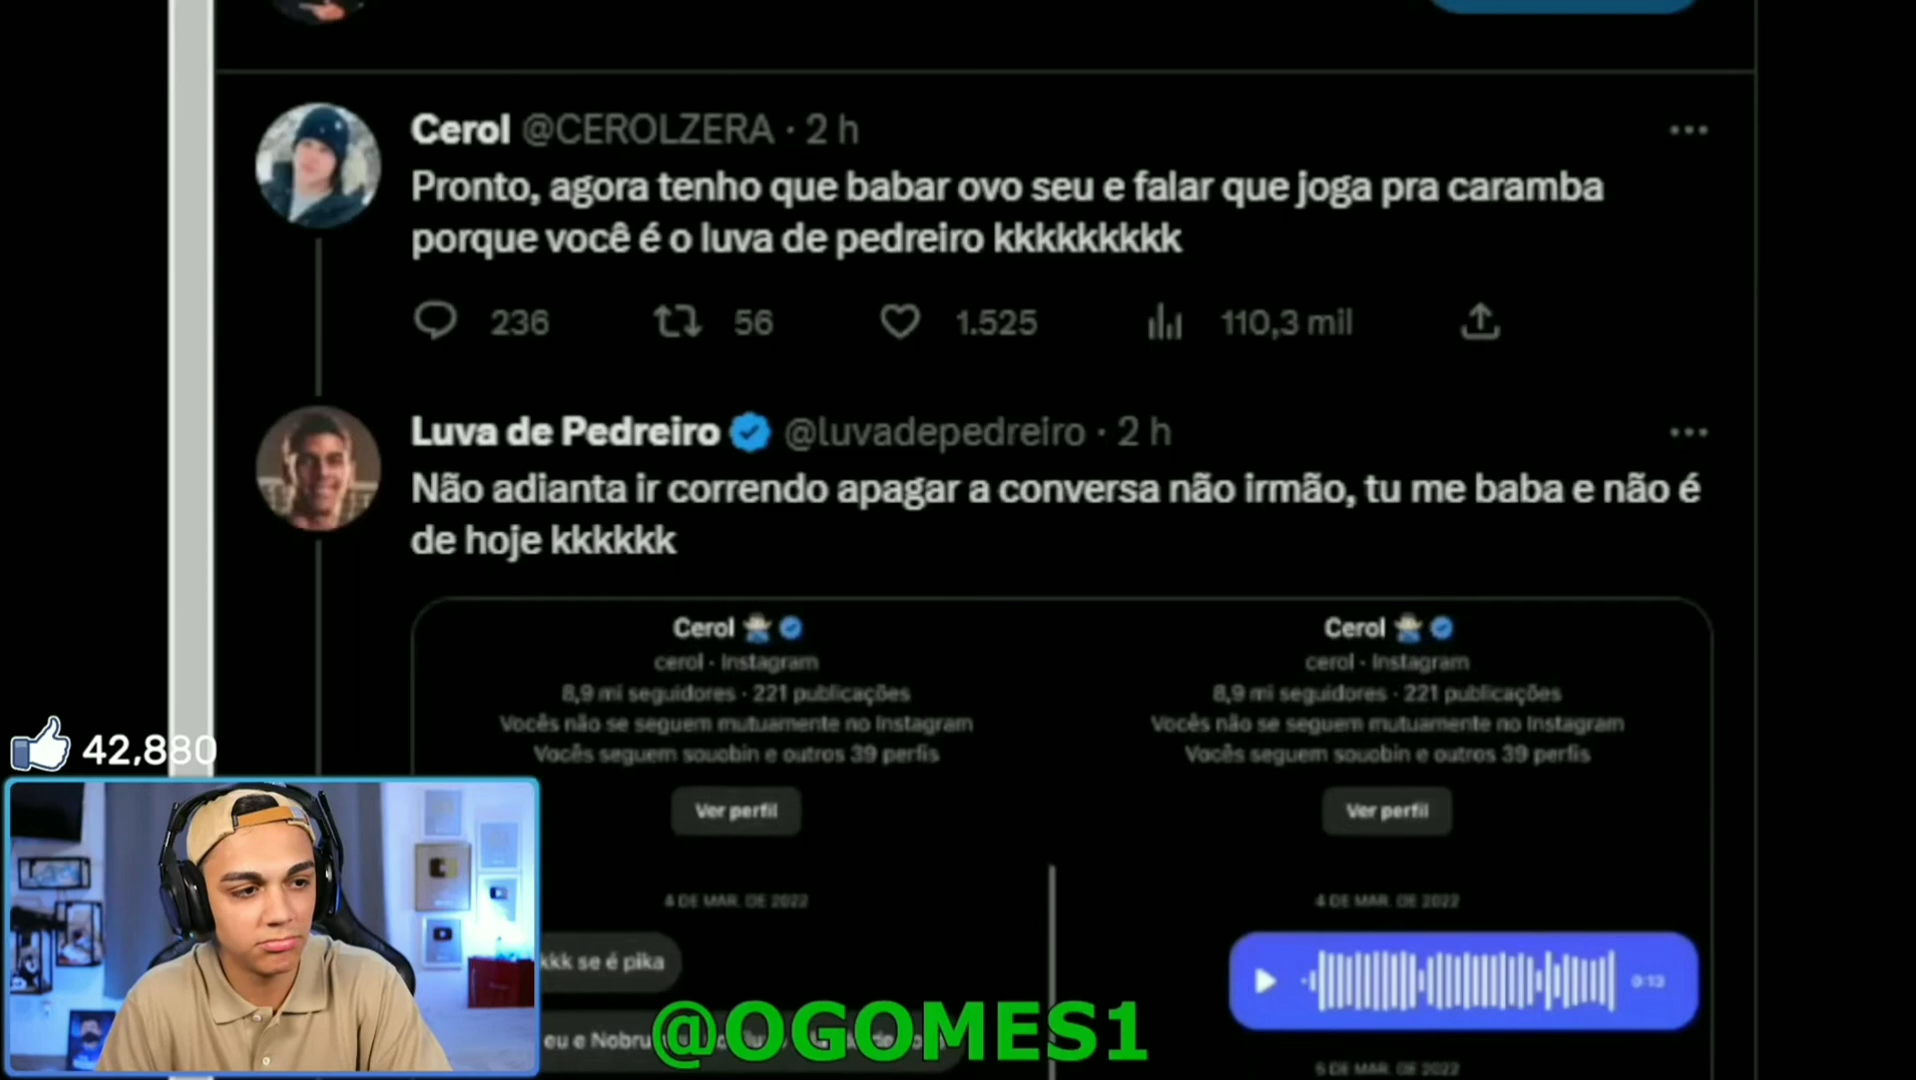 Cerol @CEROLZERA · 2 h
Pronto, agora tenho que babar ovo seu e falar que joga pra caramba
porque você é o luva de pedreiro kkkkkkkkk
236 56 1.525 110,3 mil
Luva de Pedreiro @luvadepedreiro · 2 h
Não adianta ir correndo apagar a conversa não irmão, tu me baba e não é
de hoje kkkkkk
Cerol
cerol · Instagram
8,9 mi seguidores · 221 publicações
Vocês não se seguem mutuamente no Instagram
Vocês seguem souobin e outros 39 perfis
Ver perfil
4 DE MAR. DE 2022
kkk se é pika
eu e Nobru
Cerol
cerol · Instagram
8,9 mi seguidores · 221 publicações
Vocês não se seguem mutuamente no Instagram
Vocês seguem souobin e outros 39 perfis
Ver perfil
4 DE MAR. DE 2022
0:13
5 DE MAR. DE 2022
42,880
@OGOMES1